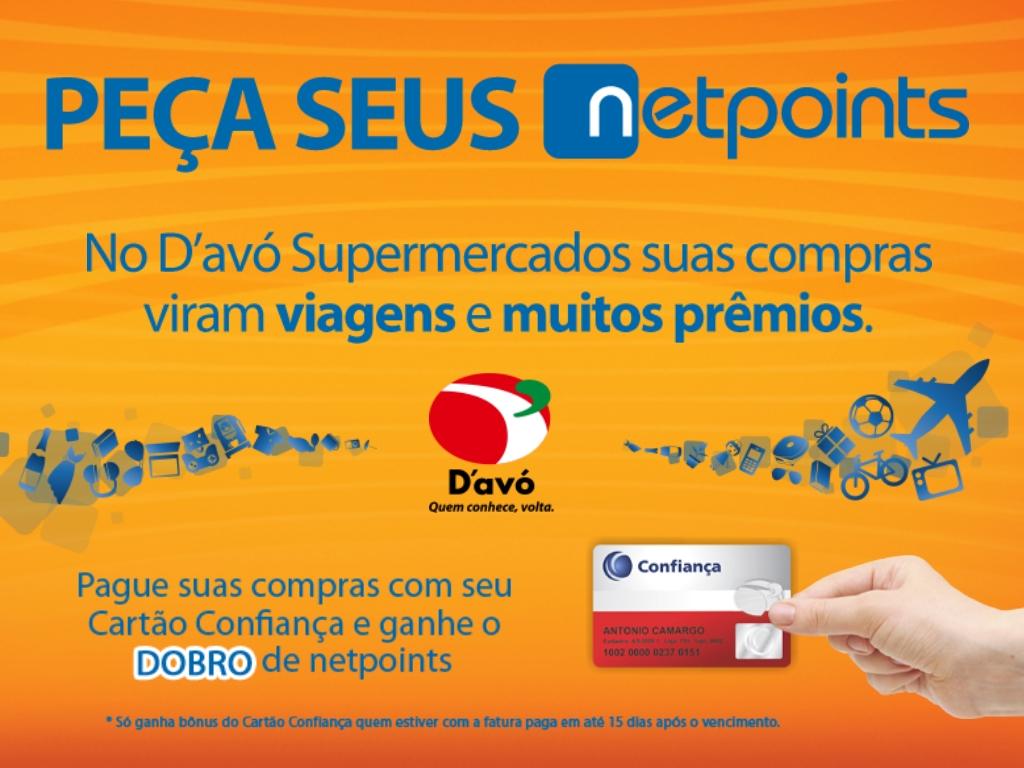 PEÇA SEUS netpoints
No D'avó Supermercados suas compras
viram viagens e muitos prêmios.
D'avó
Quem conhece, volta.
Confiança
ANTONIO CAMARGO
1002 0000 0237 0151
Pague suas compras com seu
Cartão Confiança e ganhe o
DOBRO de netpoints
* Só ganha bônus do Cartão Confiança quem estiver com a fatura paga em até 15 dias após o vencimento.